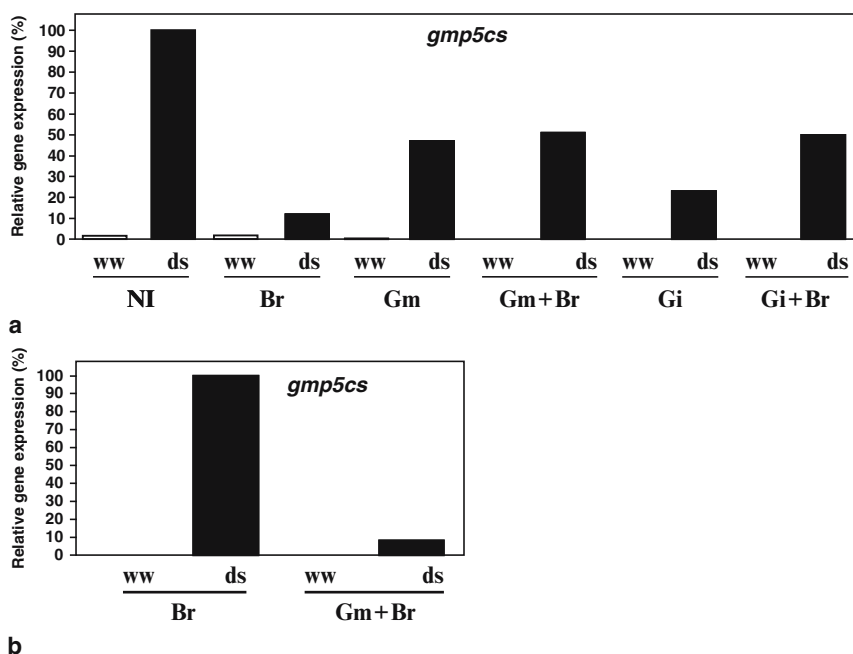 gmp5cs
Relative gene expression (%)
100
90
80
70
60
50
40
30
20
10
0
ww ds ww ds ww ds ww ds ww ds ww ds
NI Br Gm Gm+Br Gi Gi+Br
a
gmp5cs
Relative gene expression (%)
100
90
80
70
60
50
40
30
20
10
0
ww ds ww ds
Br Gm+Br
b